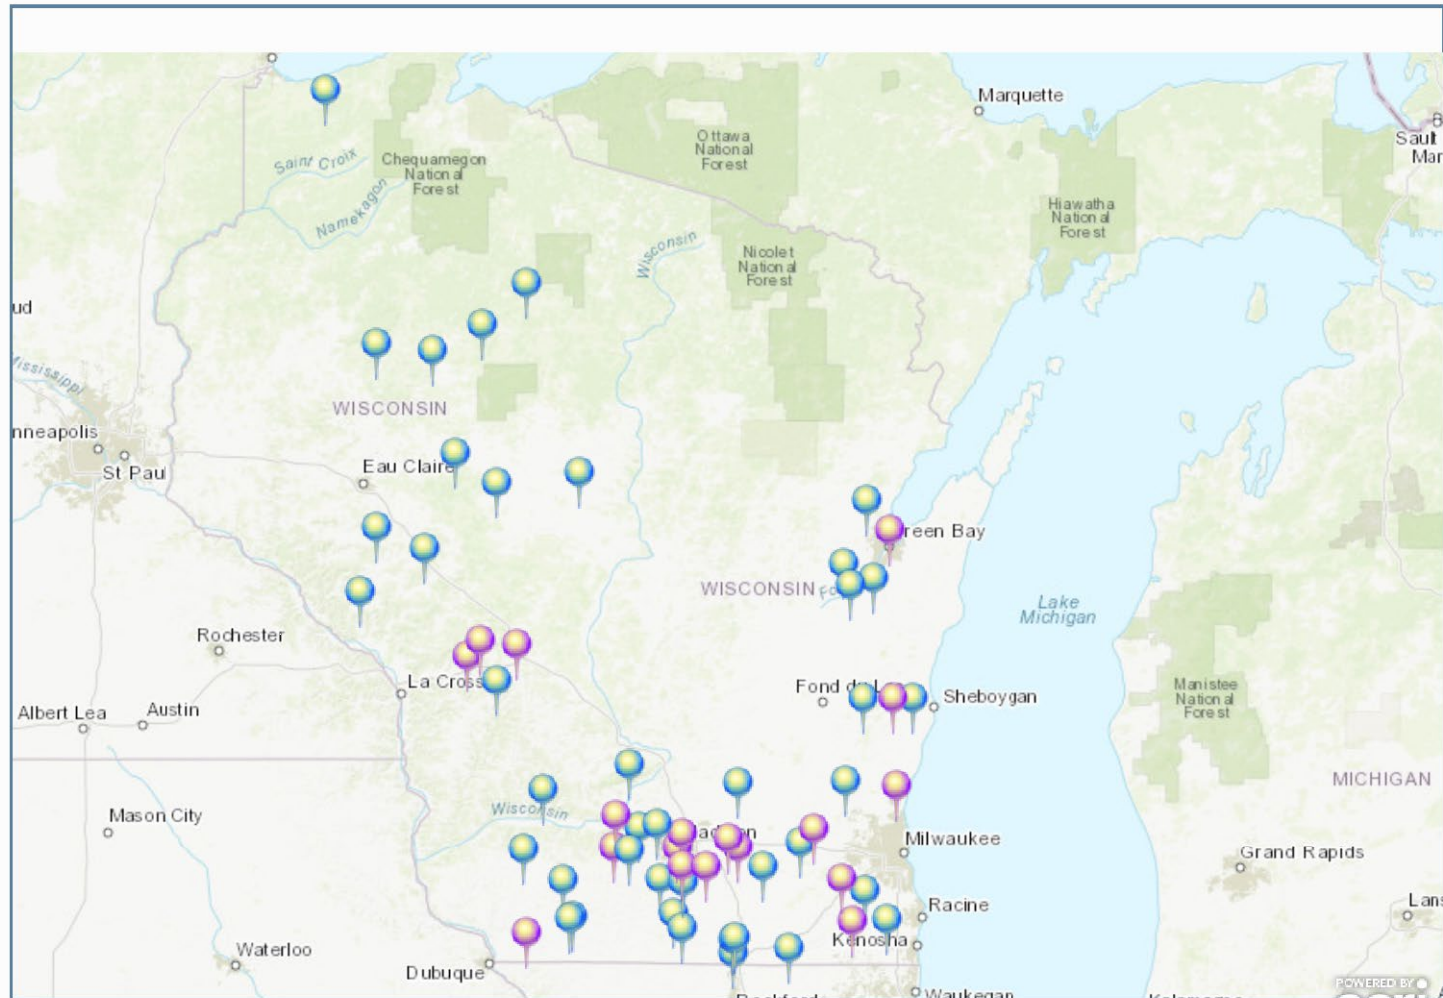 Marquette
Sault
Mar
Ottawa
National
Forest
Saint Croix
Chequamegon
National
Forest
Namekagon
Hiawatha
National
Forest
Wisconsin
Nicolet
National
Forest
ud
Mississippi
WISCONSIN
nneapolis
Eau Claire
St Paul
reen Bay
WISCONSIN
Fo
Lake
Michigan
Rochester
La Cross
Fond du L
Sheboygan
Manistee
National
Forest
Albert Lea
Austin
MICHIGAN
Mason City
Wisconsin
Milwaukee
Grand Rapids
Racine
Lans
Kenosha
Waterloo
Dubuque
Waukegan
POWERED BY